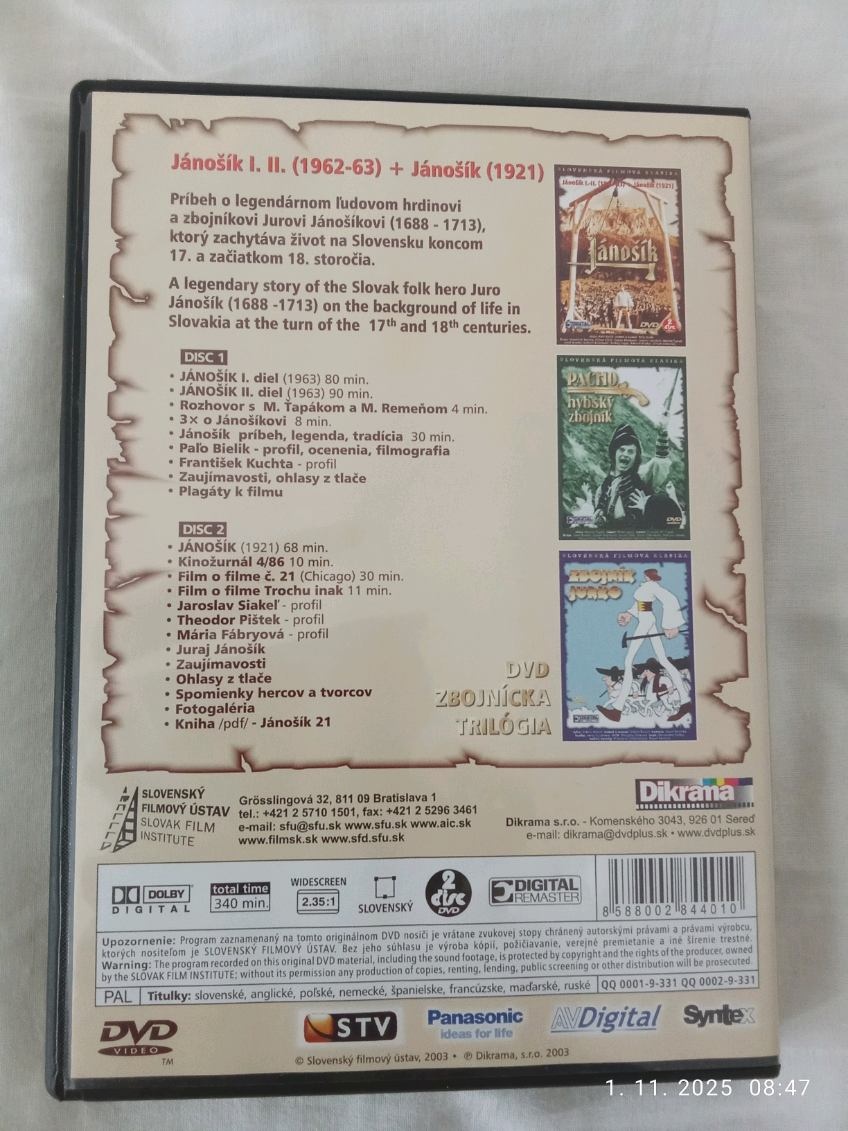 Jánošík I. II. (1962-63) + Jánošík (1921)
Príbeh o legendárnom ľudovom hrdinovi
a zbojníkovi Jurovi Jánošíkovi (1688 - 1713),
ktorý zachytáva život na Slovensku koncom
17. a začiatkom 18. storočia.
A legendary story of the Slovak folk hero Juro
Jánošík (1688 -1713) on the background of life in
Slovakia at the turn of the 17th and 18th centuries.
DISC 1
• JÁNOŠÍK I. diel (1963) 80 min.
• JÁNOŠÍK II. diel (1963) 90 min.
• Rozhovor s M. Ťapákom a M. Remeňom 4 min.
• 3× o Jánošíkovi 8 min.
• Jánošík príbeh, legenda, tradícia 30 min.
• Paľo Bielik - profil, ocenenia, filmografia
• František Kuchta - profil
• Zaujímavosti, ohlasy z tlače
• Plagáty k filmu
DISC 2
• JÁNOŠÍK (1921) 68 min.
• Kinožurnál 4/86 10 min.
• Film o filme č. 21 (Chicago) 30 min.
• Film o filme Trochu inak 11 min.
• Jaroslav Siakeľ - profil
• Theodor Pištek - profil
• Mária Fábryová - profil
• Juraj Jánošík
• Zaujímavosti
• Ohlasy z tlače
• Spomienky hercov a tvorcov
• Fotogaléria
• Kniha /pdf/ - Jánošík 21
SLOVENSKÁ FILMOVÁ KLASIKA
Jánošík
DVD
2 disc
SLOVENSKÁ FILMOVÁ KLASIKA
PACHO
hybský
zbojník
DVD
SLOVENSKÁ FILMOVÁ KLASIKA
ZBOJNÍK
JURKO
DVD
ZBOJNÍCKA
TRILÓGIA
SLOVENSKÝ
FILMOVÝ ÚSTAV
SLOVAK FILM
INSTITUTE
Grösslingová 32, 811 09 Bratislava 1
tel.: +421 2 5710 1501, fax: +421 2 5296 3461
e-mail: sfu@sfu.sk www.sfu.sk www.aic.sk
www.filmsk.sk www.sfd.sfu.sk
Dikrama
Dikrama s.r.o. - Komenského 3043, 926 01 Sereď
e-mail: dikrama@dvdplus.sk • www.dvdplus.sk
DOLBY
DIGITAL
total time
340 min.
WIDESCREEN
2.35:1
SLOVENSKÝ
2
disc
DVD
DIGITAL
REMASTER
8 588002 844010
Upozornenie: Program zaznamenaný na tomto originálnom DVD nosiči je vrátane zvukovej stopy chránený autorskými právami a právami výrobcu,
ktorých nositeľom je SLOVENSKÝ FILMOVÝ ÚSTAV. Bez jeho súhlasu je výroba kópií, požičiavanie, verejné premietanie a iné šírenie trestné.
Warning: The program recorded on this original DVD material, including the sound footage, is protected by copyright and the rights of the producer, owned
by the SLOVAK FILM INSTITUTE; without its permission any production of copies, renting, lending, public screening or other distribution will be prosecuted.
PAL
Titulky: slovenské, anglické, poľské, nemecké, španielske, francúzske, maďarské, ruské
QQ 0001-9-331 QQ 0002-9-331
DVD
VIDEO
TM
STV
Panasonic
ideas for life
AVDigital
Syntex
© Slovenský filmový ústav, 2003 • ℗ Dikrama, s.r.o. 2003
1. 11. 2025 08:47